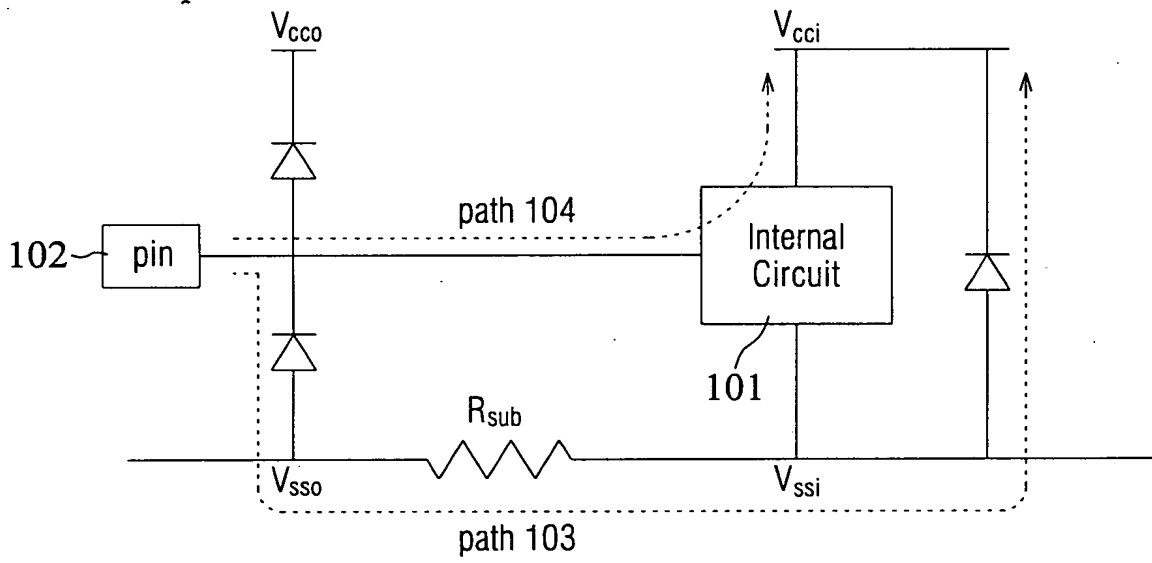 Vcco
Vcci
path 104
102
pin
Internal
Circuit
101
Rsub
Vsso
Vssi
path 103